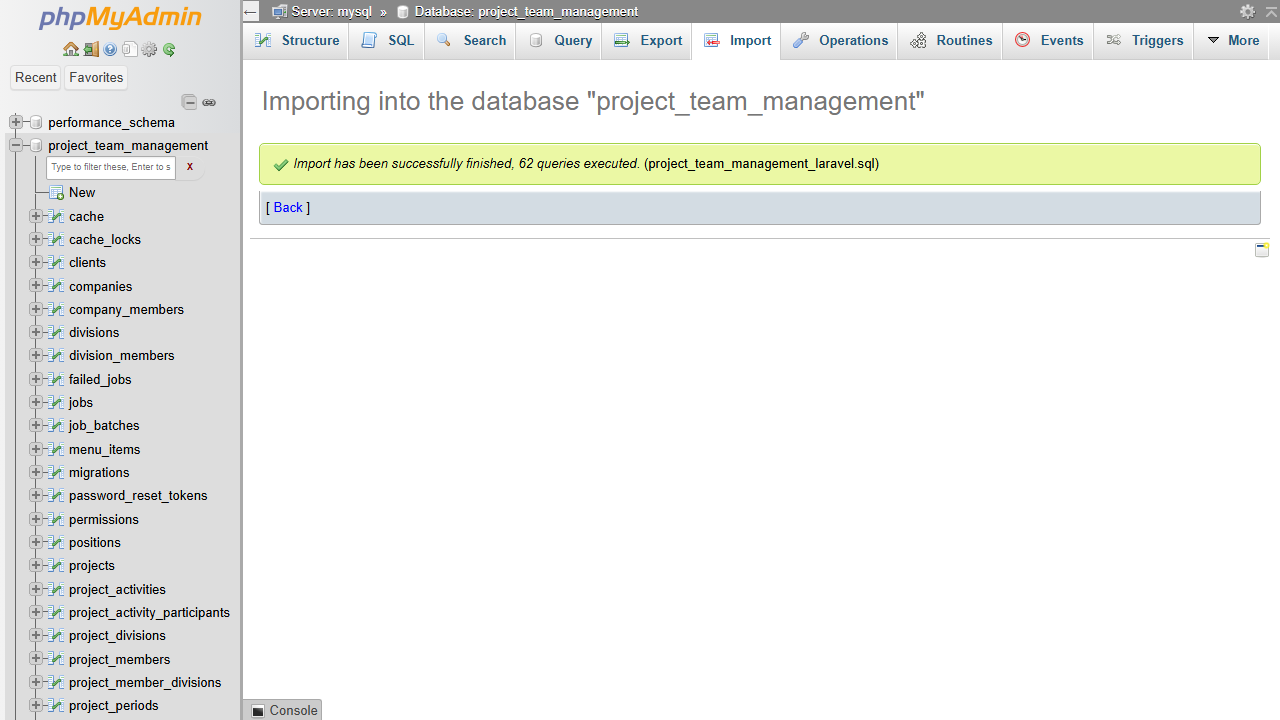 phpMyAdmin
Recent
Favorites
performance_schema
project_team_management
Type to filter these, Enter to s
X
New
cache
cache_locks
clients
companies
company_members
divisions
division_members
failed_jobs
jobs
job_batches
menu_items
migrations
password_reset_tokens
permissions
positions
projects
project_activities
project_activity_participants
project_divisions
project_members
project_member_divisions
project_periods
Server: mysql » Database: project_team_management
Structure SQL Search Query Export Import Operations Routines Events Triggers More
Importing into the database "project_team_management"
Import has been successfully finished, 62 queries executed. (project_team_management_laravel.sql)
[ Back ]
Console